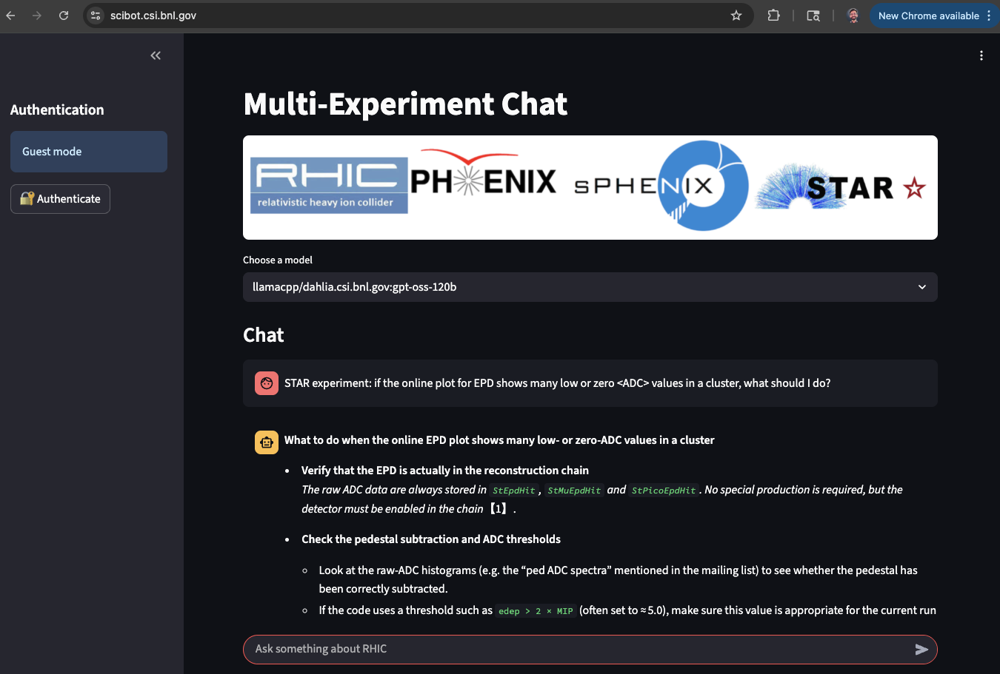 scibot.csi.bnl.gov
New Chrome available
Authentication
Guest mode
Authenticate
Multi-Experiment Chat
RHIC
relativistic heavy ion collider
PHENIX
sPHENIX
STAR
Choose a model
llamacpp/dahlia.csi.bnl.gov:gpt-oss-120b
Chat
STAR experiment: if the online plot for EPD shows many low or zero <ADC> values in a cluster, what should I do?
What to do when the online EPD plot shows many low- or zero-ADC values in a cluster
• Verify that the EPD is actually in the reconstruction chain
The raw ADC data are always stored in StEpdHit, StMuEpdHit and StPicoEpdHit. No special production is required, but the
detector must be enabled in the chain【1】.
• Check the pedestal subtraction and ADC thresholds
◦ Look at the raw-ADC histograms (e.g. the “ped ADC spectra” mentioned in the mailing list) to see whether the pedestal has
been correctly subtracted.
◦ If the code uses a threshold such as edep > 2 × MIP (often set to ≈ 5.0), make sure this value is appropriate for the current run
Ask something about RHIC